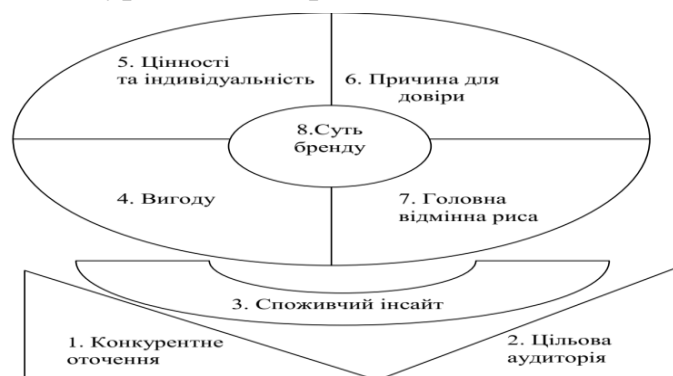 5. Цінності
та індивідуальність
6. Причина для
довіри
8.Суть
бренду
4. Вигоду
7. Головна
відмінна риса
3. Споживчий інсайт
1. Конкурентне
оточення
2. Цільова
аудиторія